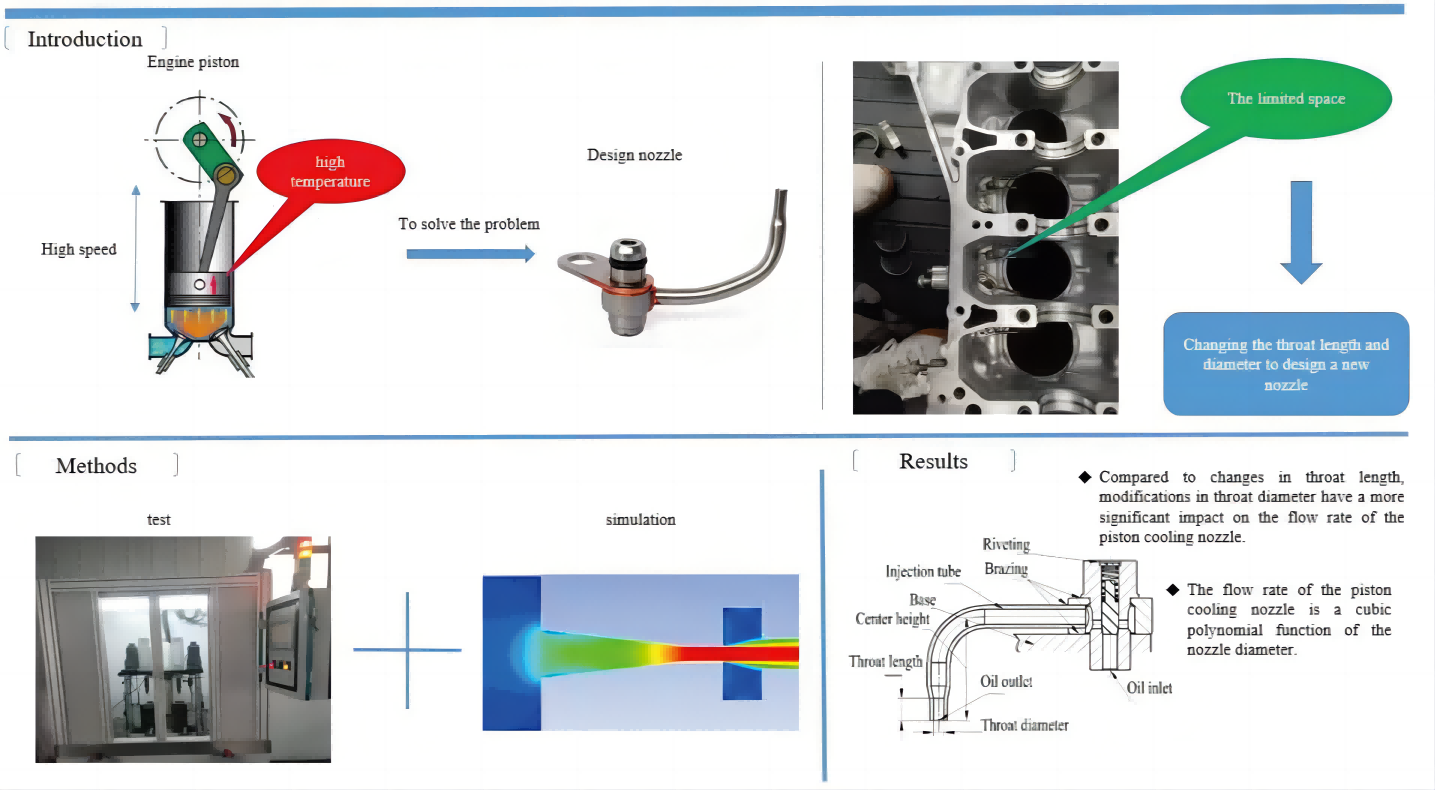 Introduction
Engine piston
high
temperature
High speed
To solve the problem
Design nozzle
The limited space
Changing the throat length and
diameter to design a new
nozzle
Methods
test
simulation
Results
Compared to changes in throat length,
modifications in throat diameter have a more
significant impact on the flow rate of the
piston cooling nozzle.
The flow rate of the piston
cooling nozzle is a cubic
polynomial function of the
nozzle diameter.
Riveting
Brazing
Injection tube
Base
Center height
Throat length
Oil outlet
Oil inlet
Throat diameter